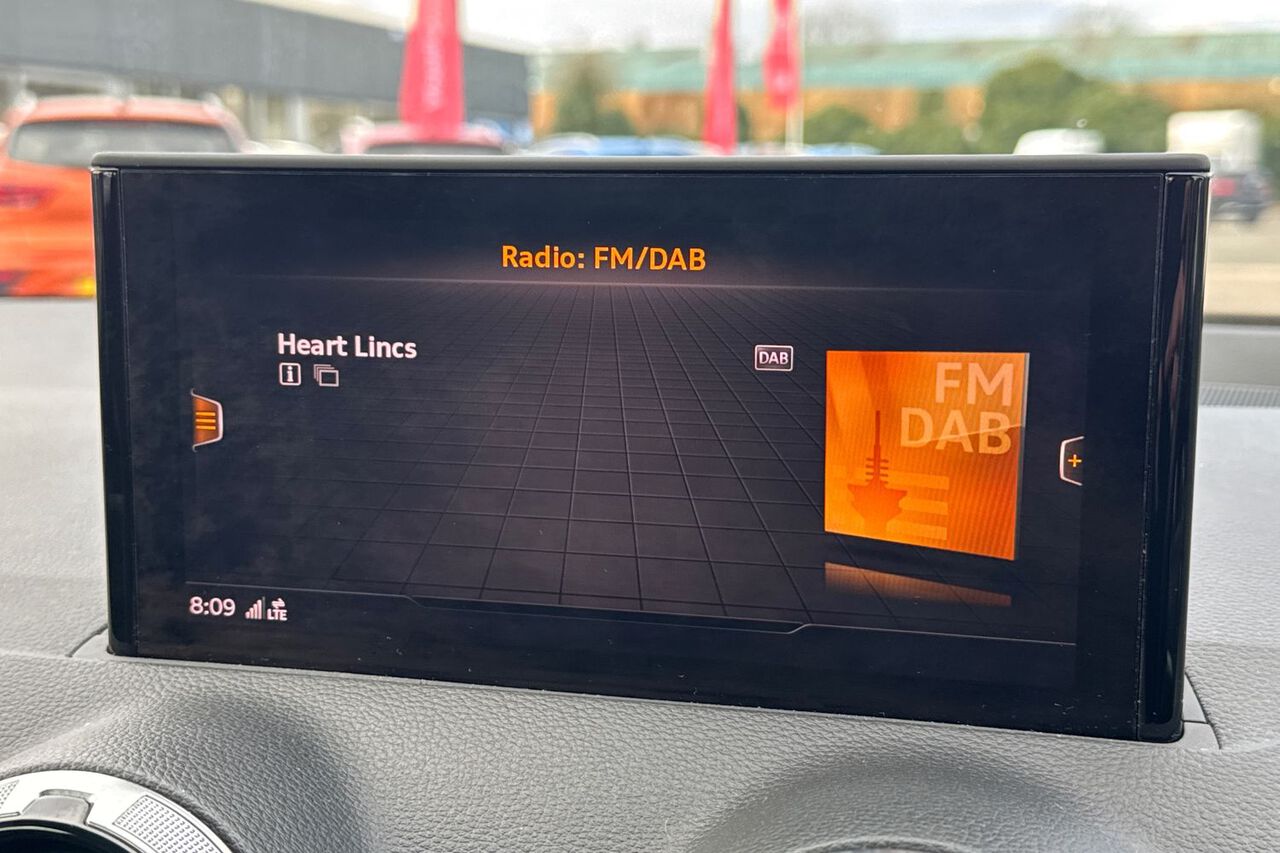 Radio: FM/DAB
Heart Lincs
DAB
FM
DAB
8:09 LTE